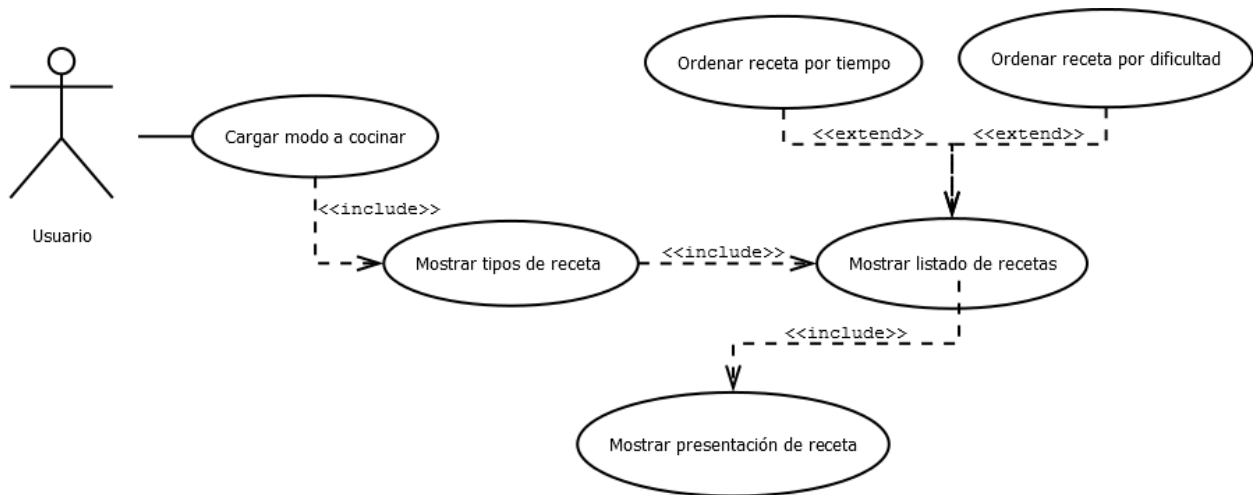 Ordenar receta por tiempo
Ordenar receta por dificultad
<<extend>>
<<extend>>
Cargar modo a cocinar
<<include>>
Usuario
Mostrar tipos de receta
<<include>>
Mostrar listado de recetas
<<include>>
Mostrar presentación de receta